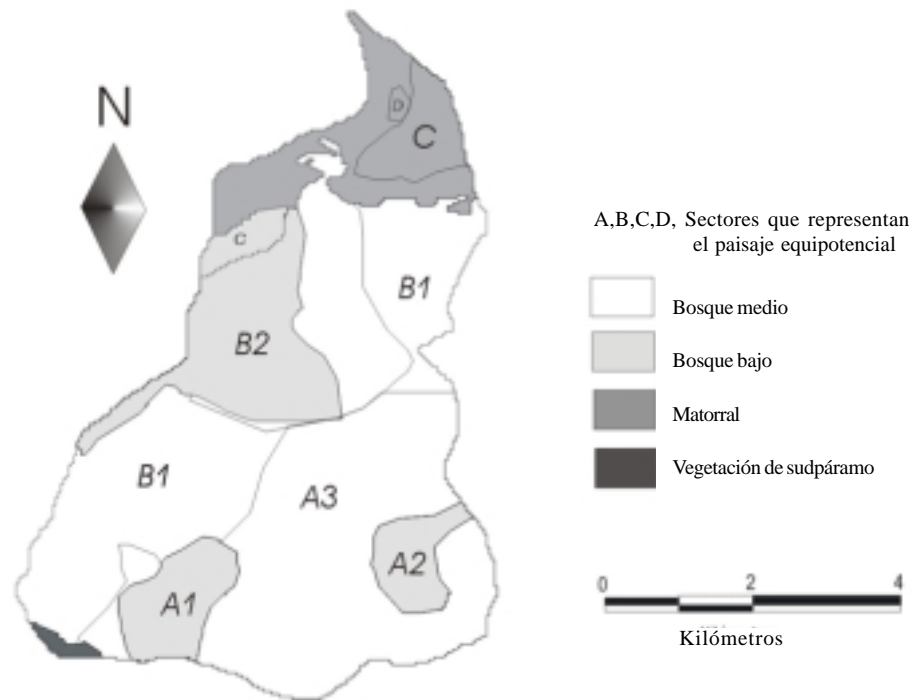 N
D
C
C
B1
B2
B1
A3
A2
A1
A,B,C,D, Sectores que representan
el paisaje equipotencial
Bosque medio
Bosque bajo
Matorral
Vegetación de sudpáramo
0 2 4
Kilómetros